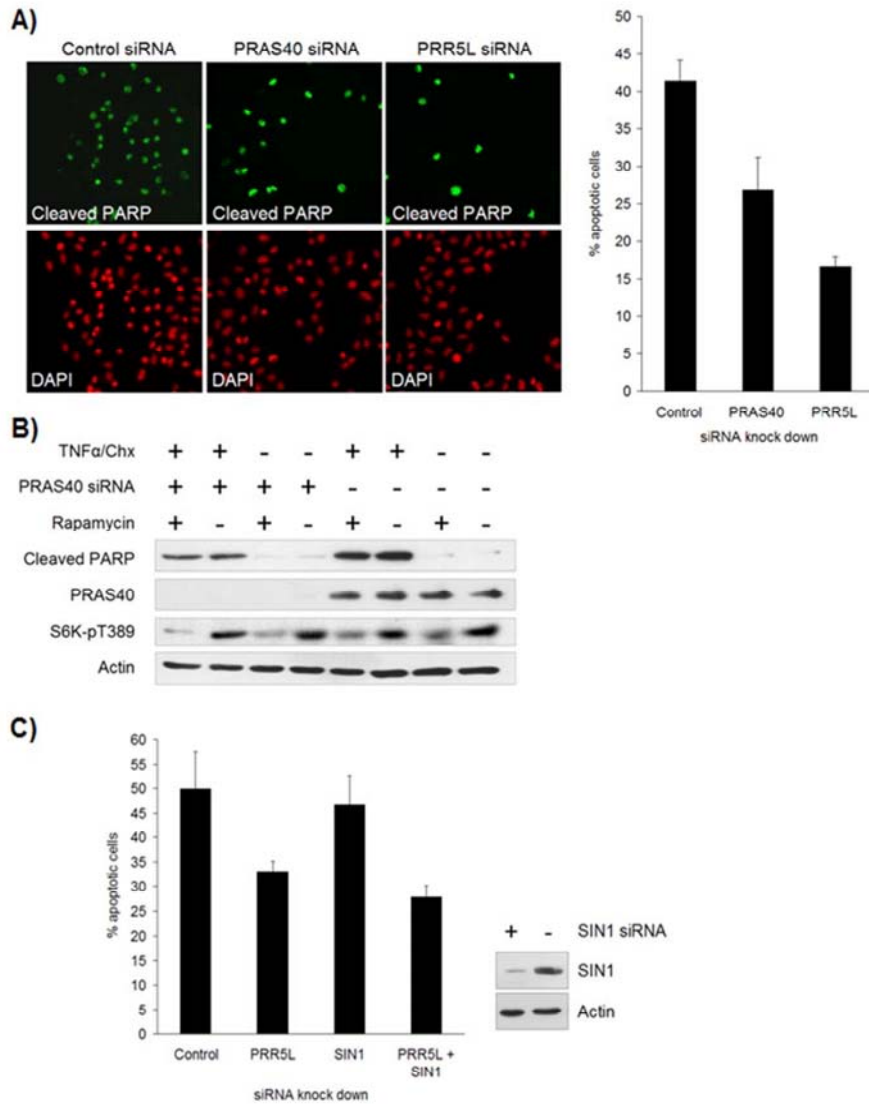 A)
Control siRNA PRAS40 siRNA PRR5L siRNA
Cleaved PARP Cleaved PARP Cleaved PARP
DAPI DAPI DAPI
% apoptotic cells
50
45
40
35
30
25
20
15
10
5
0
Control PRAS40 PRR5L
siRNA knock down
B)
TNFα/Chx + + - - + + - -
PRAS40 siRNA + + + + - - - -
Rapamycin + - + - + - + -
Cleaved PARP
PRAS40
S6K-pT389
Actin
C)
% apoptotic cells
60
55
50
45
40
35
30
25
20
15
10
5
0
Control PRR5L SIN1 PRR5L +
SIN1
siRNA knock down
+ - SIN1 siRNA
SIN1
Actin